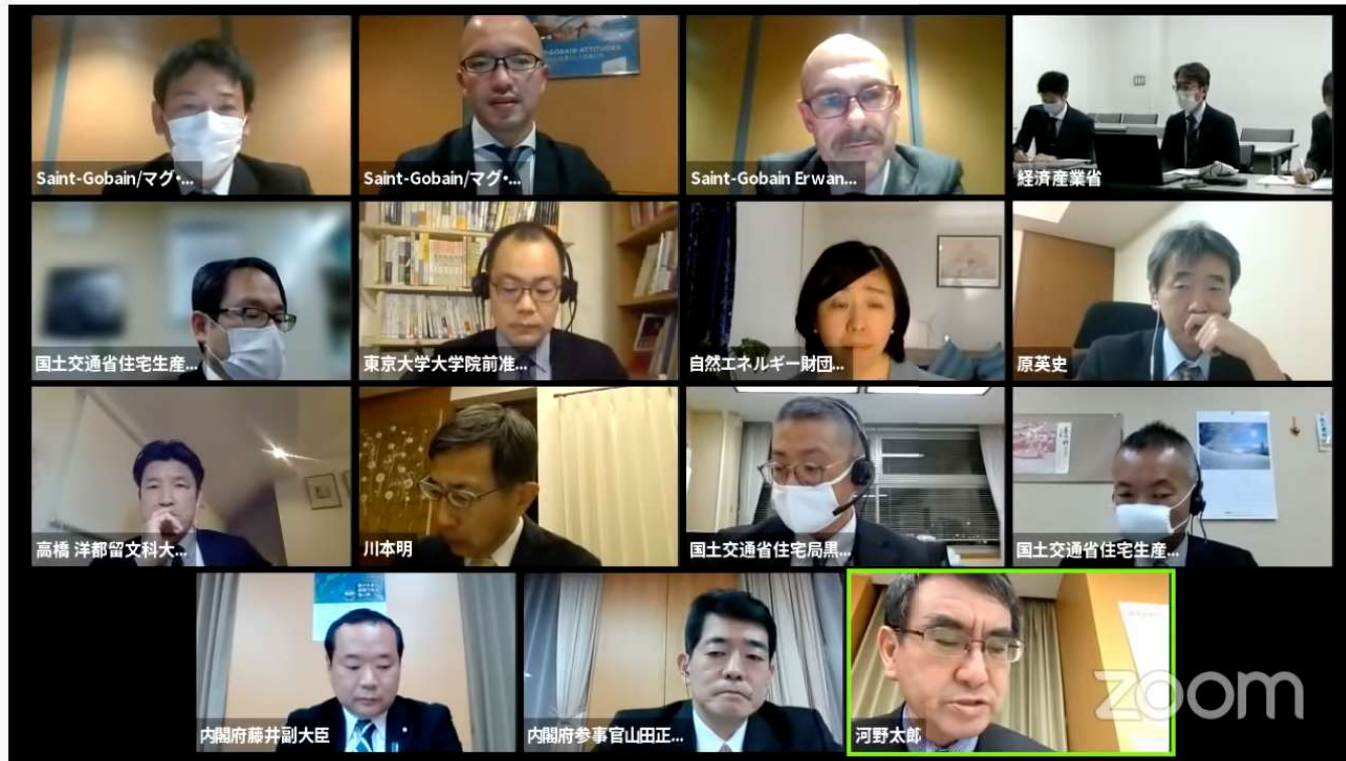 -GOBAIN ATTITUDES
Saint-Gobain/マグ・...
Saint-Gobain/マグ・...
Saint-Gobain Erwan...
経済産業省
国土交通省住宅生産...
東京大学大学院前准...
自然エネルギー財団...
原英史
高橋 洋都留文科大...
川本明
国土交通省住宅局黒...
国土交通省住宅生産...
内閣府藤井副大臣
内閣府参事官山田正...
河野太郎
zoom